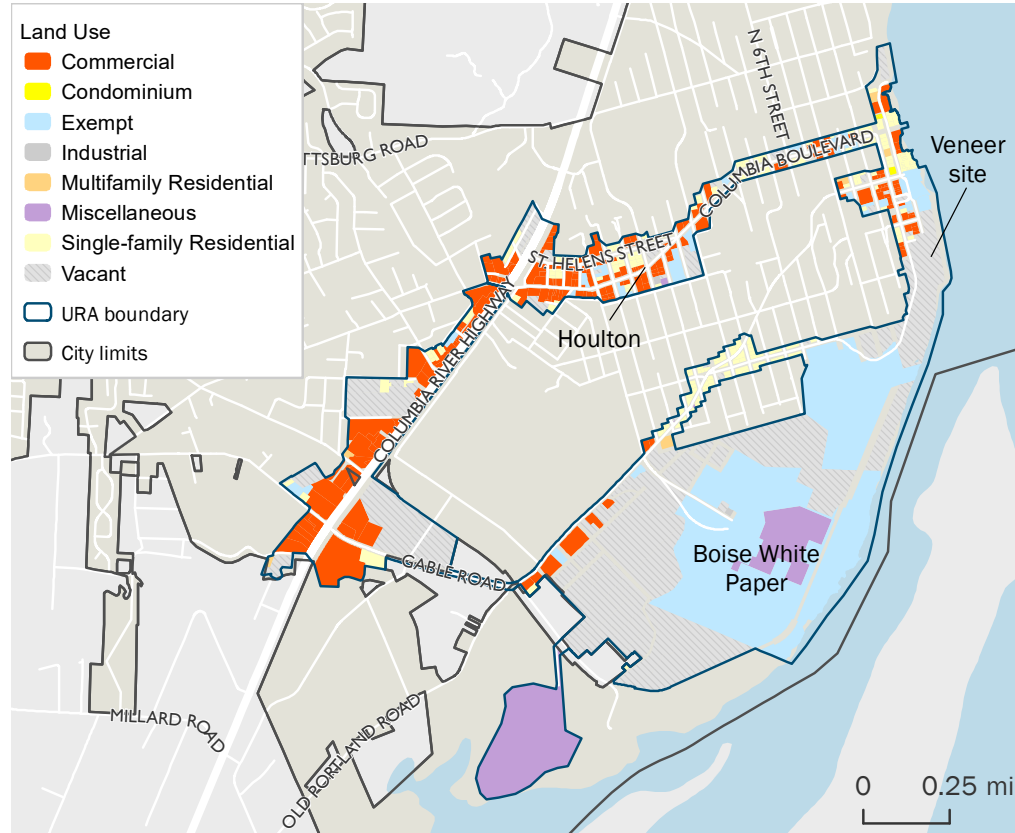 Land Use
Commercial
Condominium
Exempt
Industrial
Multifamily Residential
Miscellaneous
Single-family Residential
Vacant
URA boundary
City limits
TTSBURG ROAD
N 6TH STREET
COLUMBIA BOULEVARD
Veneer
site
ST. HELENS STREET
Houlton
COLUMBIA RIVER HIGHWAY
GABLE ROAD
Boise White
Paper
MILLARD ROAD
OLD PORTLAND ROAD
0 0.25 mi